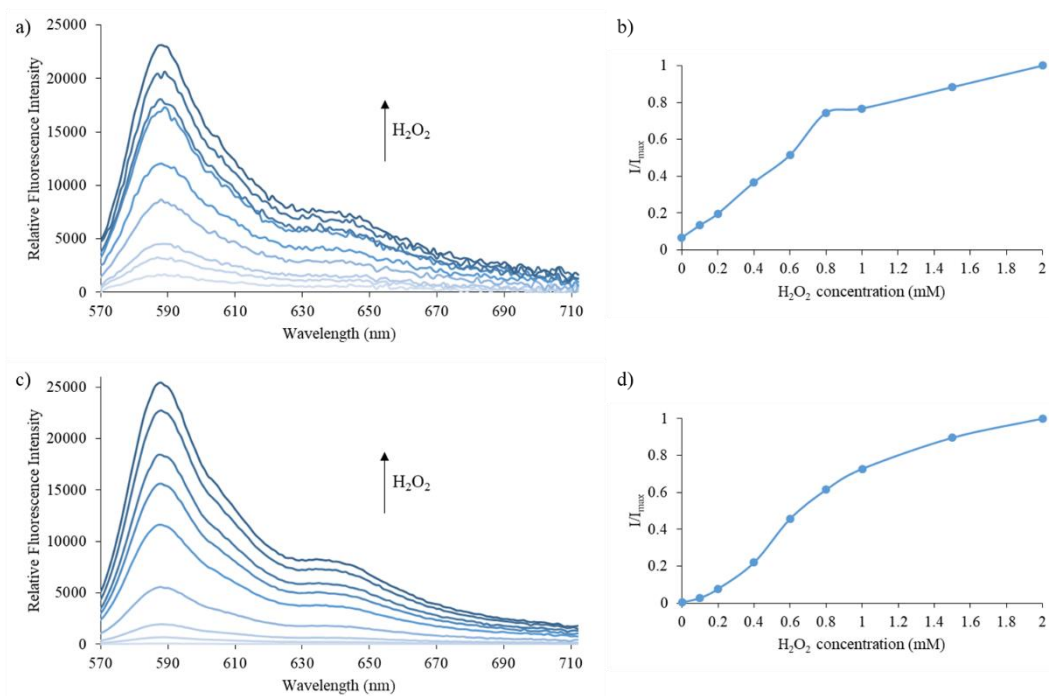 a)
25000
20000
15000
10000
5000
0
Relative Fluorescence Intensity
H₂O₂
570 590 610 630 650 670 690 710
Wavelength (nm)
b)
1
0.8
0.6
0.4
0.2
0
I/Imax
0 0.2 0.4 0.6 0.8 1 1.2 1.4 1.6 1.8 2
H₂O₂ concentration (mM)
c)
25000
20000
15000
10000
5000
0
Relative Fluorescence Intensity
H₂O₂
570 590 610 630 650 670 690 710
Wavelength (nm)
d)
1
0.8
0.6
0.4
0.2
0
I/Imax
0 0.2 0.4 0.6 0.8 1 1.2 1.4 1.6 1.8 2
H₂O₂ concentration (mM)